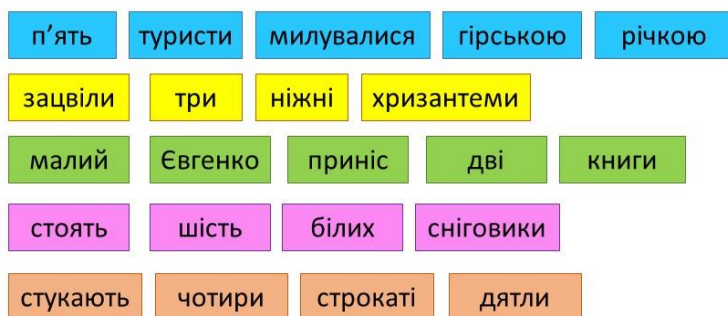 п'ять туристи милувалися гірською річкою
зацвіли три ніжні хризантеми
малий Євгенко приніс дві книги
стоять шість білих сніговики
стукають чотири строкаті дятли